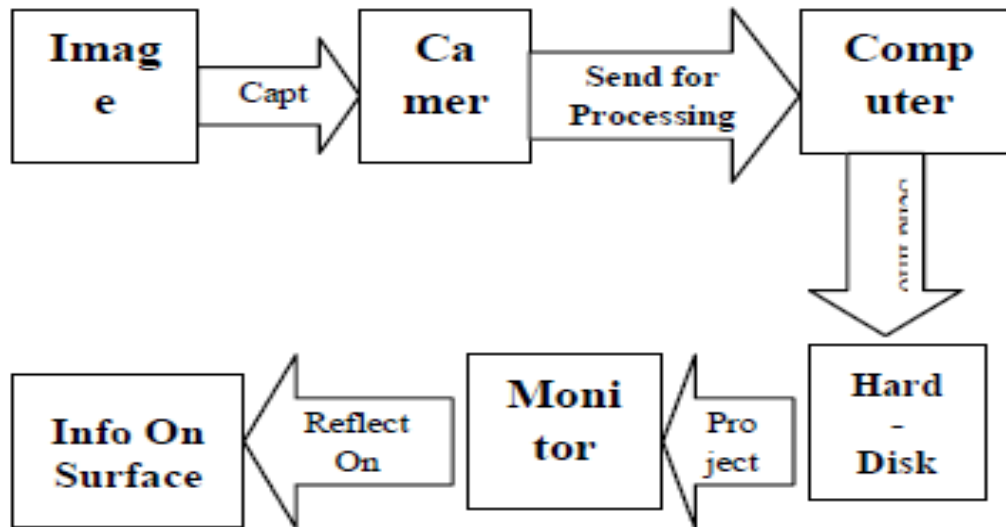 Imag
e
Capt
Ca
mer
Send for
Processing
Comp
uter
Hard
-
Disk
Pro
ject
Moni
tor
Reflect
On
Info On
Surface